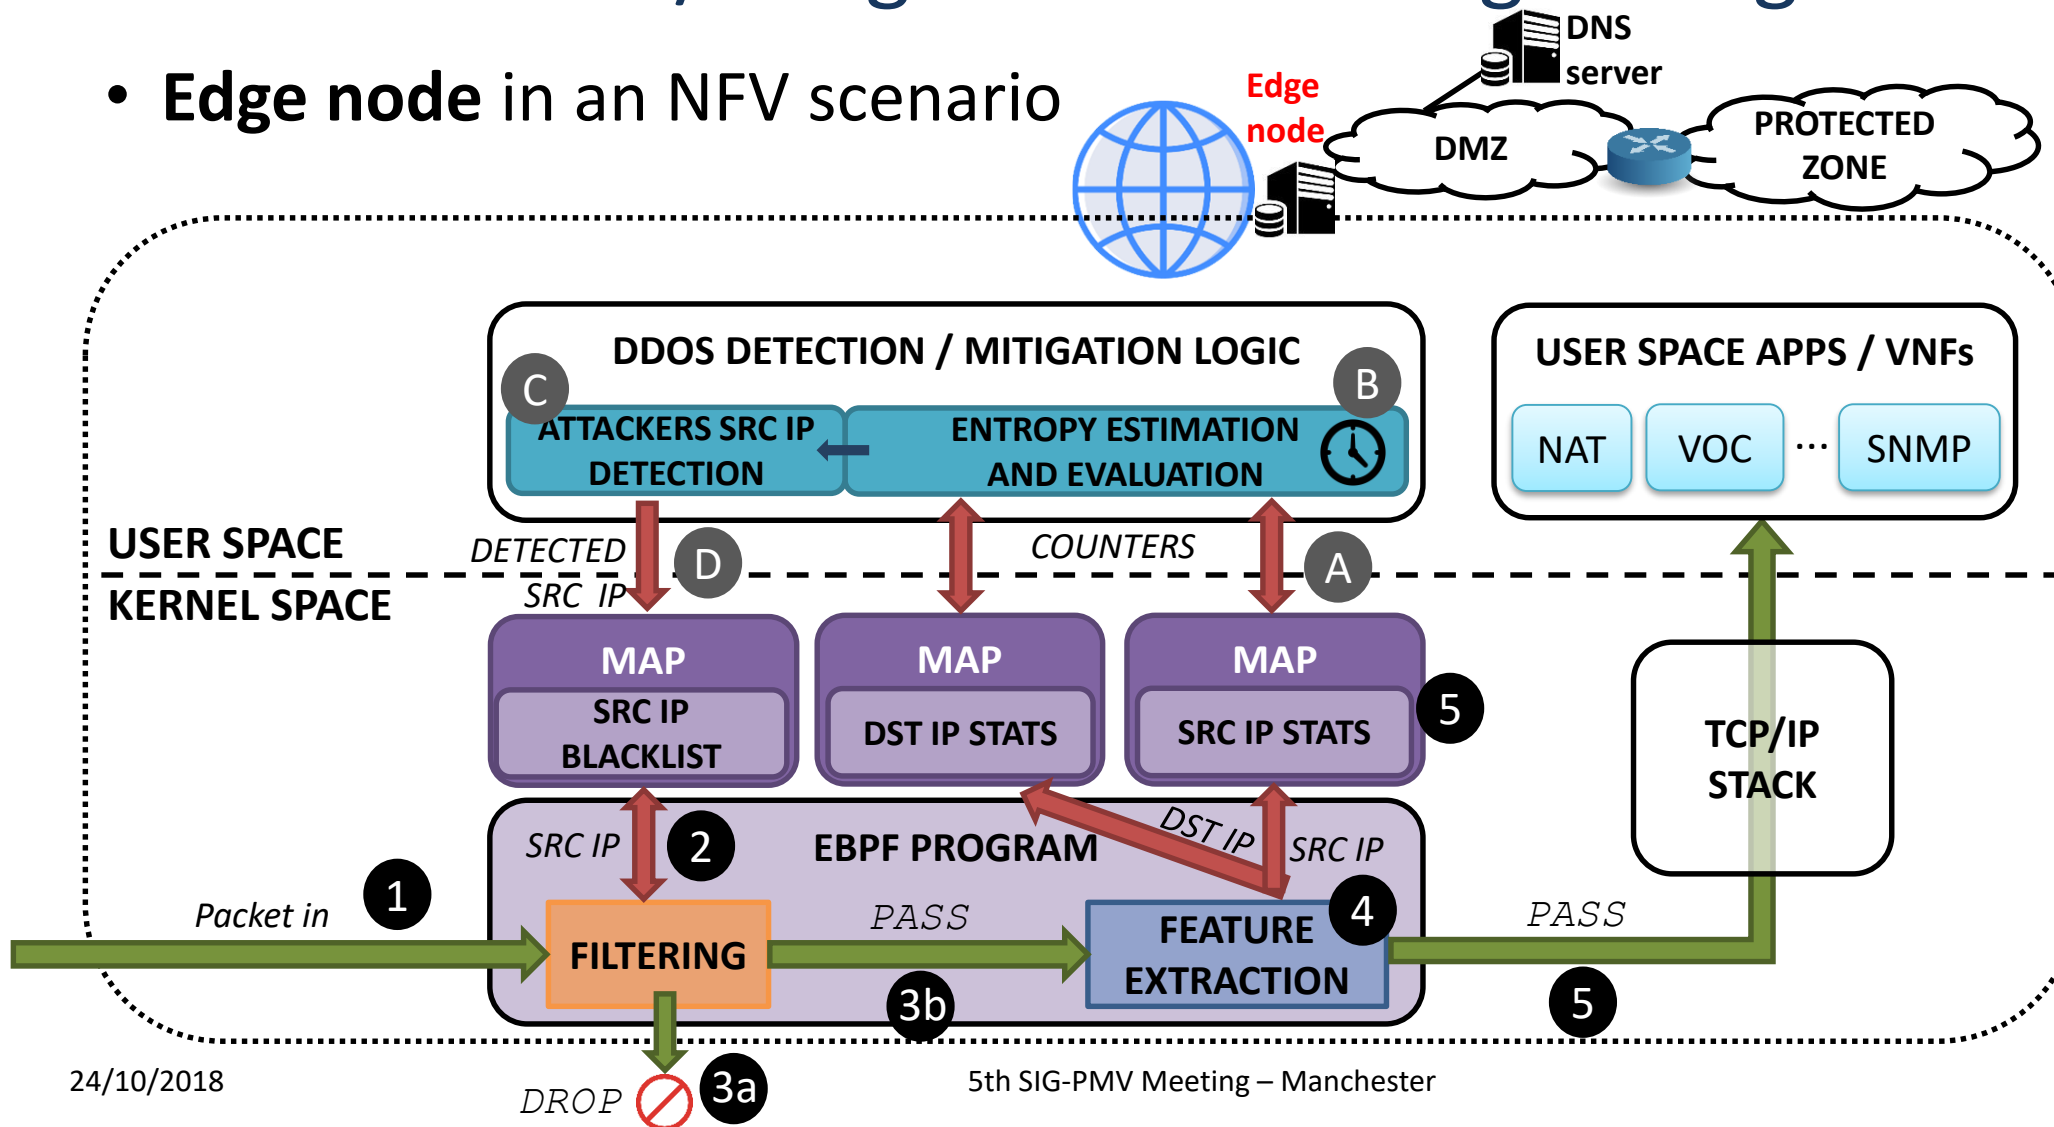 • Edge node in an NFV scenario
DNS
server
Edge
node
DMZ
PROTECTED
ZONE
DDOS DETECTION / MITIGATION LOGIC
C
B
ATTACKERS SRC IP
DETECTION
ENTROPY ESTIMATION
AND EVALUATION
USER SPACE APPS / VNFs
NAT
VOC
...
SNMP
USER SPACE
KERNEL SPACE
DETECTED
SRC IP
D
COUNTERS
A
MAP
SRC IP
BLACKLIST
MAP
DST IP STATS
MAP
SRC IP STATS
5
TCP/IP
STACK
SRC IP
2
EBPF PROGRAM
DST IP
SRC IP
Packet in
1
FILTERING
PASS
3b
FEATURE
EXTRACTION
4
PASS
5
DROP
3a
24/10/2018
5th SIG-PMV Meeting – Manchester